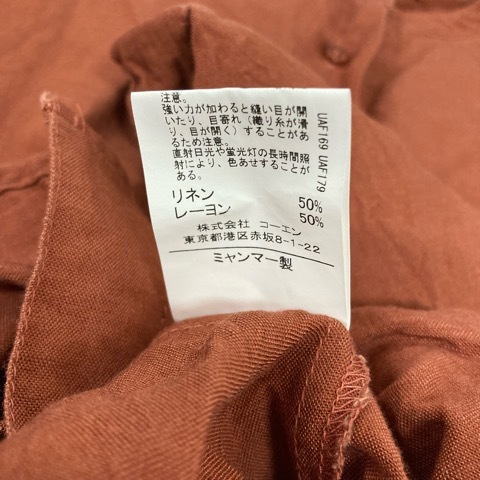 注意。
強い力が加わると縫い目が開
いたり、目寄れ(織り糸が滑
り、目が開く)することがあ
るため注意。
直射日光や蛍光灯の長時間照
射により、色あせすることが
ある。
リネン 50%
レーヨン 50%
株式会社 コーエン
東京都港区赤坂8-1-22
ミャンマー製
UAF169 UAF179